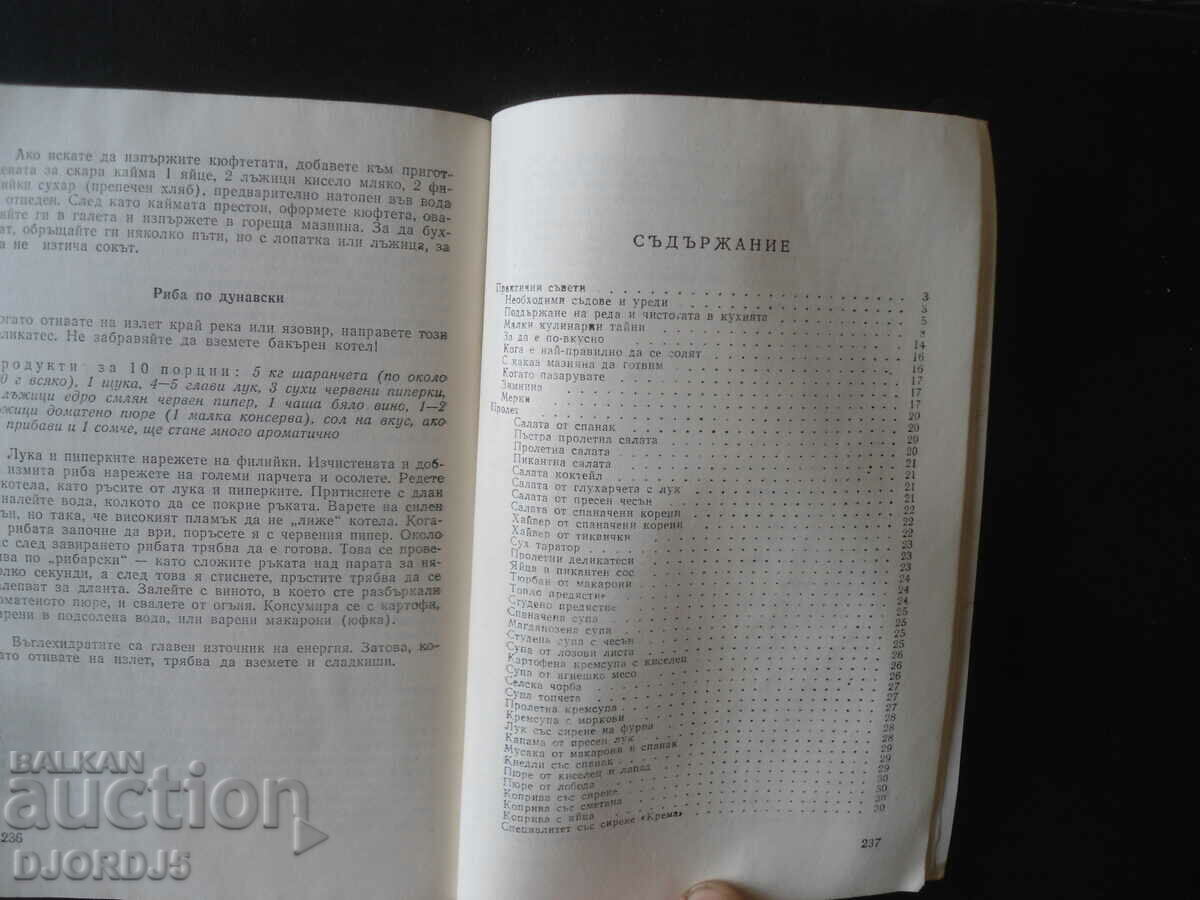 Ако искате да изпържите кюфтетата, добавете към пригот-
вената за скара кайма 1 яйце, 2 лъжици кисело мляко, 2 фи-
лийки сухар (препечен хляб), предварително натопен във вода
отцеден. След като каймата престои, оформете кюфтета, ова-
ляйте ги в галета и изпържете в гореща мазнина. За да бух-
ат, обръщайте ги няколко пъти, но с лопатка или лъжица, за
да не изтича сокът.
Риба по дунавски
Когато отивате на излет край река или язовир, направете този
деликатес. Не забравяйте да вземете бакърен котел!
Продукти за 10 порции: 5 кг шаранчета (по около
0 г всяко), 1 щука, 4—5 глави лук, 3 сухи червени пиперки,
лъжици едро смлян червен пипер, 1 чаша бяло вино, 1—2
лъжици доматено пюре (1 малка консерва), сол на вкус, ако
прибави и 1 сомче, ще стане много ароматично
Лука и пиперките нарежете на филийки. Изчистената и доб-
измита риба нарежете на големи парчета и осолете. Редете
котела, като ръсите от лука и пиперките. Притиснете с длан
налейте вода, колкото да се покрие рибата. Варете на силен
огън, но така, че високият пламък да не „лиже“ котела. Кога-
рибата започне да ври, поръсете я с червения пипер. Около
с след завирането рибата трябва да е готова. Това се прове-
рява по „рибарски“ — като сложите ръката над парата за ня-
колко секунди, а след това я стиснете, пръстите трябва да се
залепват за дланта. Залейте с виното, в което сте разбъркали
доматеното пюре, и свалете от огъня. Консумира се с картофи,
варени в подсолена вода, или варени макарони (юфка).
Въглехидратите са главен източник на енергия. Затова, ко-
гато отивате на излет, трябва да вземете и сладкиши.
236
СЪДЪРЖАНИЕ
Практични съвети . . . 3
Необходими съдове и уреди . . . 3
Поддържане на реда и чистотата в кухнята . . . 5
Малки кулинарни тайни . . . 8
За да е по-вкусно . . . 14
Кога е най-правилно да се солят . . . 16
С каква мазнина да готвим . . . 16
Когато пазарувате . . . 17
Зимнина . . . 17
Мерки . . . 17
Пролет . . . 20
Салата от спанак . . . 20
Пъстра пролетна салата . . . 20
Пролетна салата . . . 20
Пикантна салата . . . 21
Салата коктейл . . . 21
Салата от глухарчета с лук . . . 21
Салата от пресен чесън . . . 21
Салата от спаначени корени . . . 22
Хайвер от спаначени корени . . . 22
Хайвер от тиквички . . . 22
Сух таратор . . . 23
Пролетни деликатеси . . . 23
Яйца в пикантен сос . . . 23
Тюрбан от макарони . . . 24
Топло предястие . . . 24
Студено предястие . . . 24
Спаначена супа . . . 25
Магданозена супа . . . 25
Студена супа с чесън . . . 25
Супа от лозови листа . . . 25
Картофена кремсупа с киселец . . . 26
Супа от агнешко месо . . . 26
Селска чорба . . . 26
Супа топчета . . . 27
Пролетна кремсупа . . . 27
Кремсупа с моркови . . . 27
Лук със сирене на фурна . . . 28
Капама от пресен лук . . . 28
Мусака от макарони и спанак . . . 28
Кнедли със спанак . . . 29
Пюре от киселец и лапад . . . 29
Пюре от лобода . . . 29
Коприва със сирене . . . 30
Коприва със сметана . . . 30
Коприва с яйца . . . 30
Специалитет със сирене «Крема» . . . 30
237
BALKAN
auction
DJORDJ5